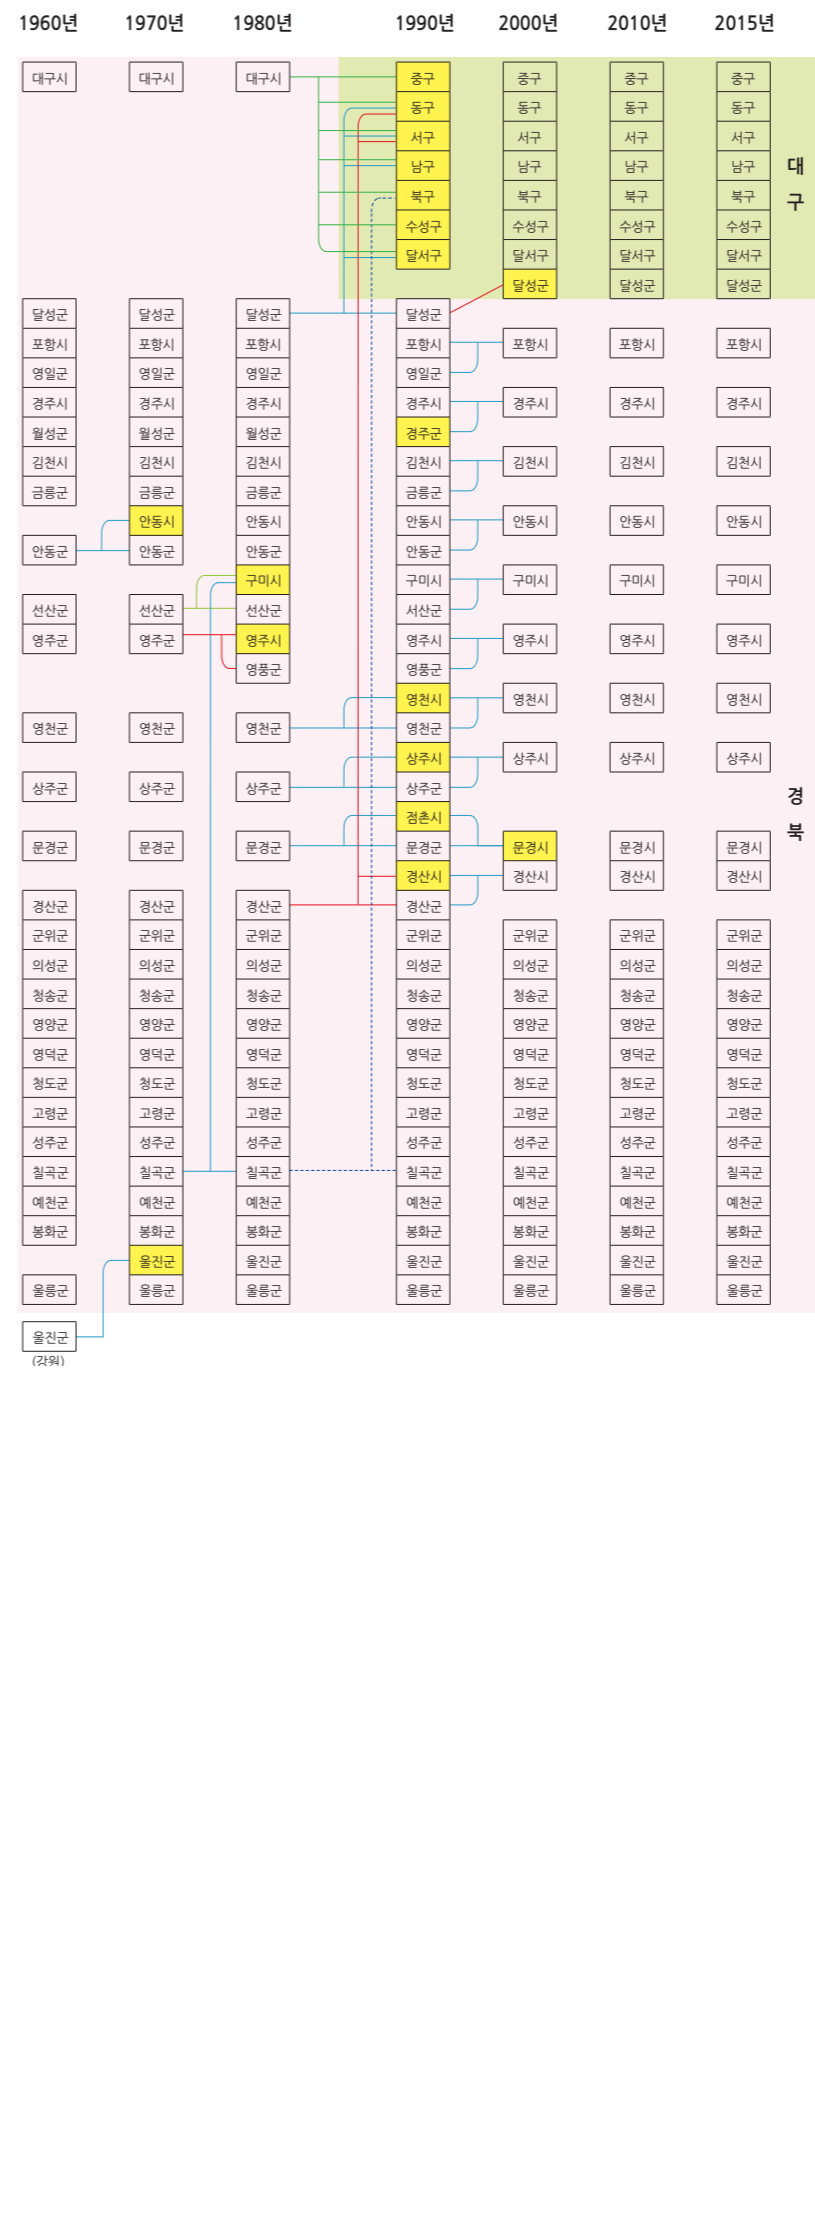 1960년 1970년 1980년 1990년 2000년 2010년 2015년
대구시 대구시 대구시 중구 중구 중구 중구
동구 동구 동구 동구
서구 서구 서구 서구
남구 남구 남구 남구
대
북구 북구 북구 북구
구
수성구 수성구 수성구 수성구
달서구 달서구 달서구 달서구
달성군 달성군 달성군
달성군 달성군 달성군 달성군
포항시 포항시 포항시 포항시 포항시 포항시 포항시
영일군 영일군 영일군 영일군
경주시 경주시 경주시 경주시 경주시 경주시 경주시
월성군 월성군 월성군 경주군
김천시 김천시 김천시 김천시 김천시 김천시 김천시
금릉군 금릉군 금릉군 금릉군
안동시 안동시 안동시 안동시 안동시 안동시
안동군 안동군 안동군 안동군
구미시 구미시 구미시 구미시 구미시
선산군 선산군 선산군 서산군
영주군 영주군 영주시 영주시 영주시 영주시 영주시
영풍군 영풍군
영천시 영천시 영천시 영천시
영천군 영천군 영천군 영천군
상주시 상주시 상주시 상주시
상주군 상주군 상주군 상주군
경
점촌시
북
문경군 문경군 문경군 문경군 문경시 문경시 문경시
경산시 경산시 경산시 경산시
경산군 경산군 경산군 경산군
군위군 군위군 군위군 군위군 군위군 군위군 군위군
의성군 의성군 의성군 의성군 의성군 의성군 의성군
청송군 청송군 청송군 청송군 청송군 청송군 청송군
영양군 영양군 영양군 영양군 영양군 영양군 영양군
영덕군 영덕군 영덕군 영덕군 영덕군 영덕군 영덕군
청도군 청도군 청도군 청도군 청도군 청도군 청도군
고령군 고령군 고령군 고령군 고령군 고령군 고령군
성주군 성주군 성주군 성주군 성주군 성주군 성주군
칠곡군 칠곡군 칠곡군 칠곡군 칠곡군 칠곡군 칠곡군
예천군 예천군 예천군 예천군 예천군 예천군 예천군
봉화군 봉화군 봉화군 봉화군 봉화군 봉화군 봉화군
울진군 울진군 울진군 울진군 울진군 울진군
울릉군 울릉군 울릉군 울릉군 울릉군 울릉군 울릉군
울진군
(강원)